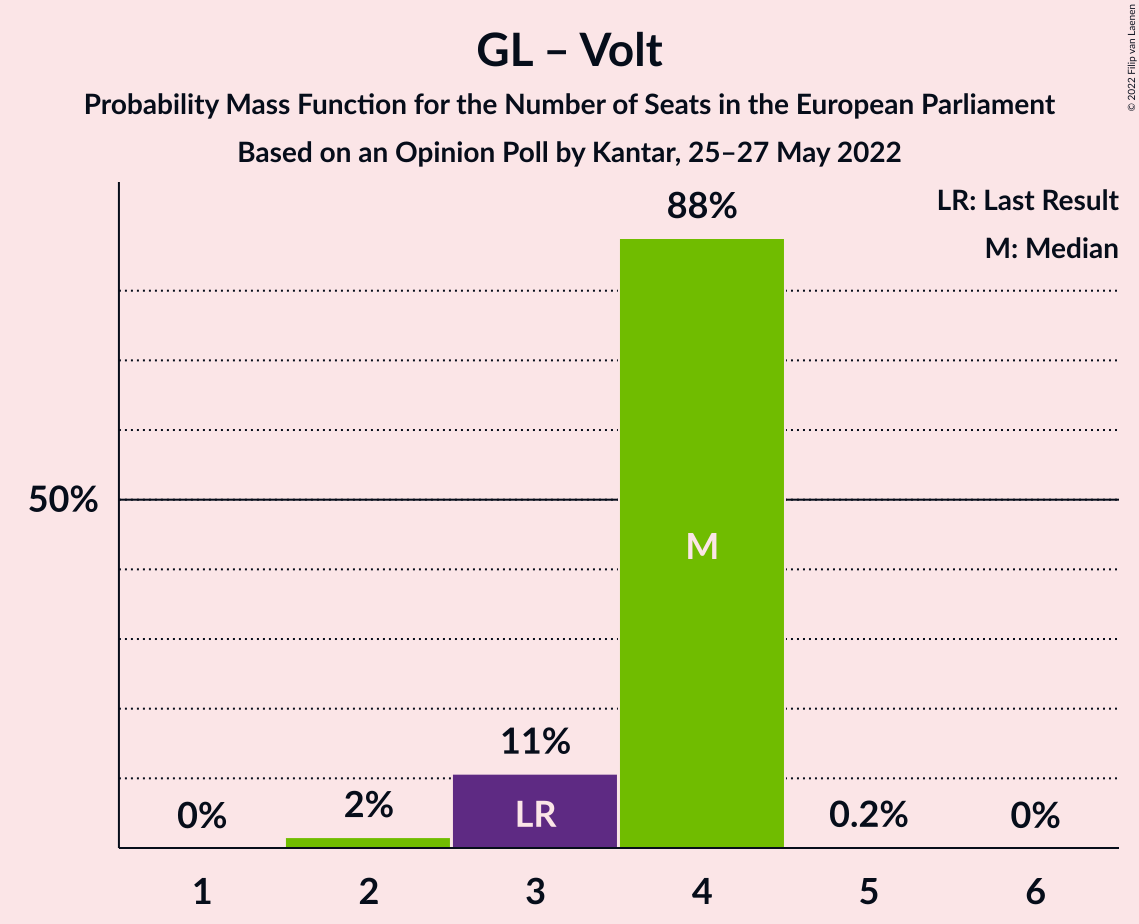 GL – Volt
Probability Mass Function for the Number of Seats in the European Parliament
Based on an Opinion Poll by Kantar, 25–27 May 2022
© 2022 Filip van Laenen
LR: Last Result
M: Median
88%
50%
M
11%
2%
LR
0%
0.2%
0%
1 2 3 4 5 6